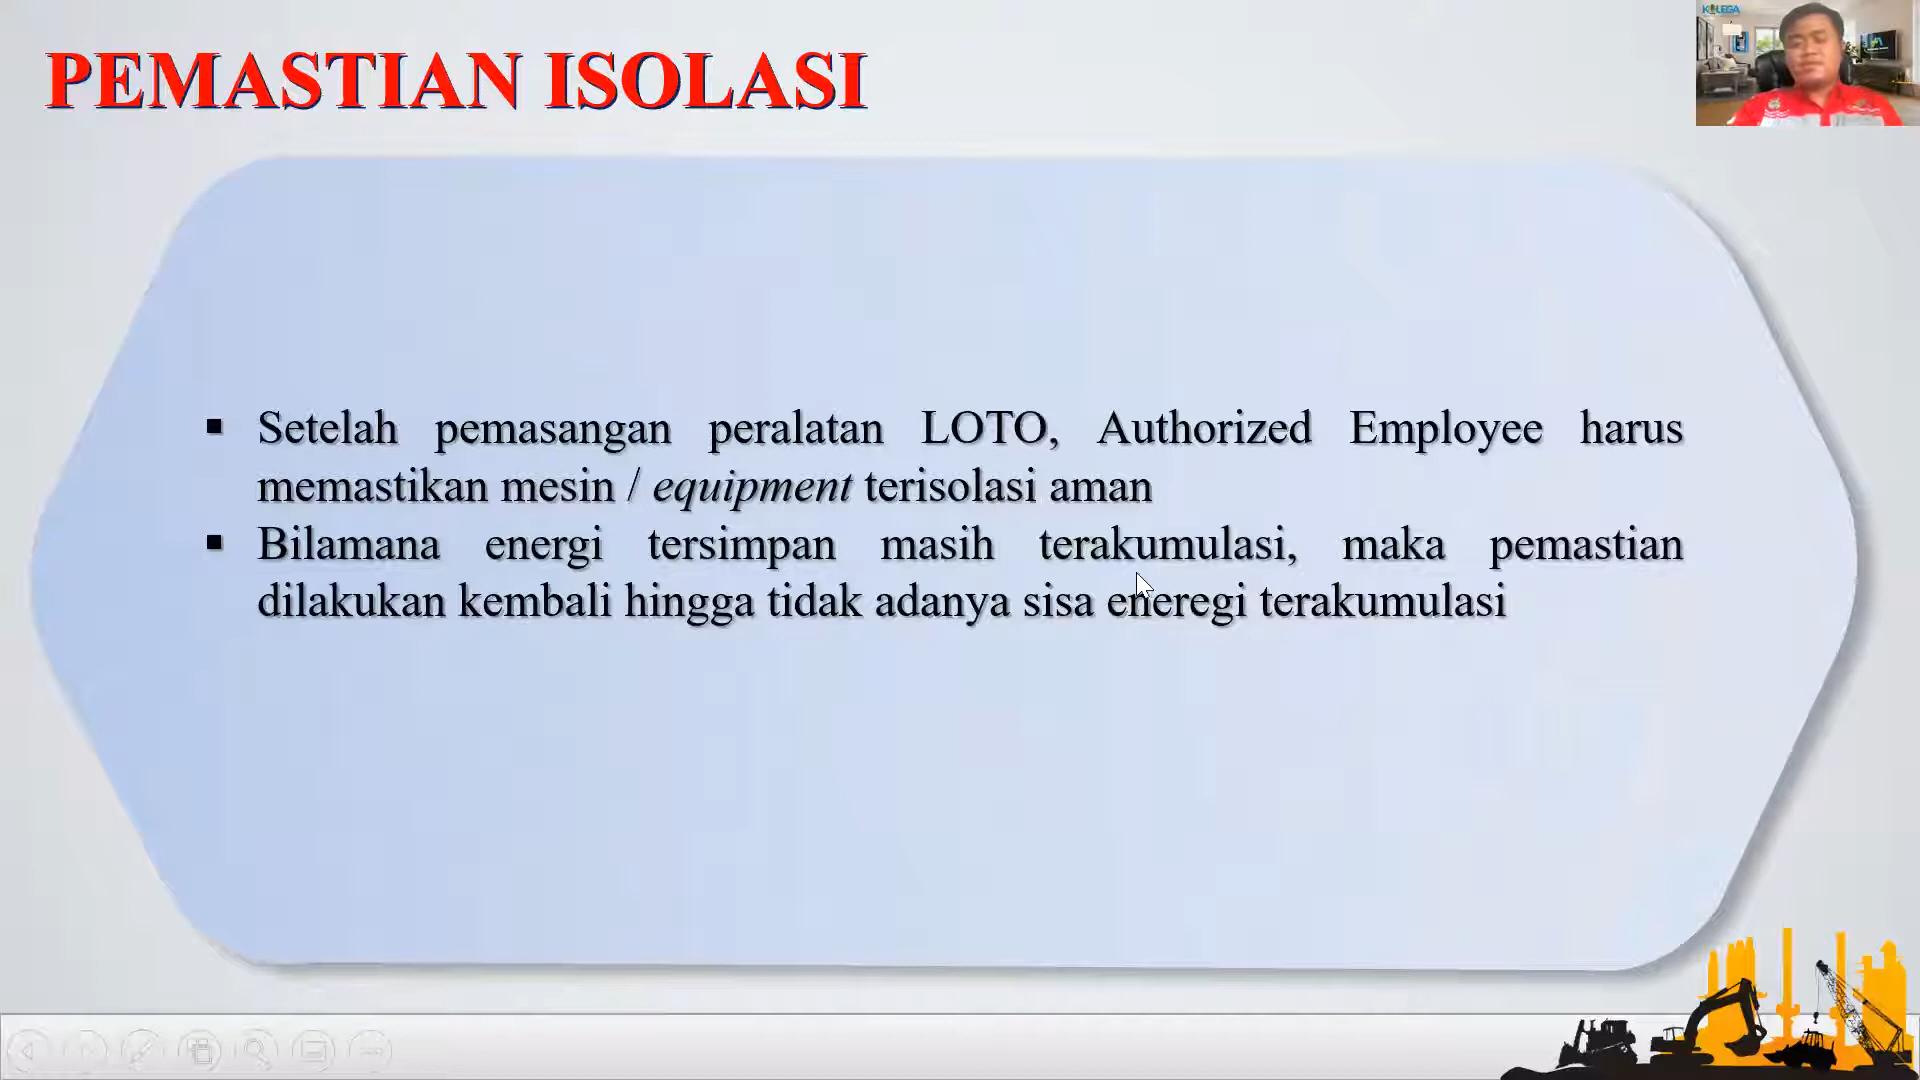 PEMASTIAN ISOLASI
KOLEGA
▪ Setelah pemasangan peralatan LOTO, Authorized Employee harus
memastikan mesin / equipment terisolasi aman
▪ Bilamana energi tersimpan masih terakumulasi, maka pemastian
dilakukan kembali hingga tidak adanya sisa eneregi terakumulasi